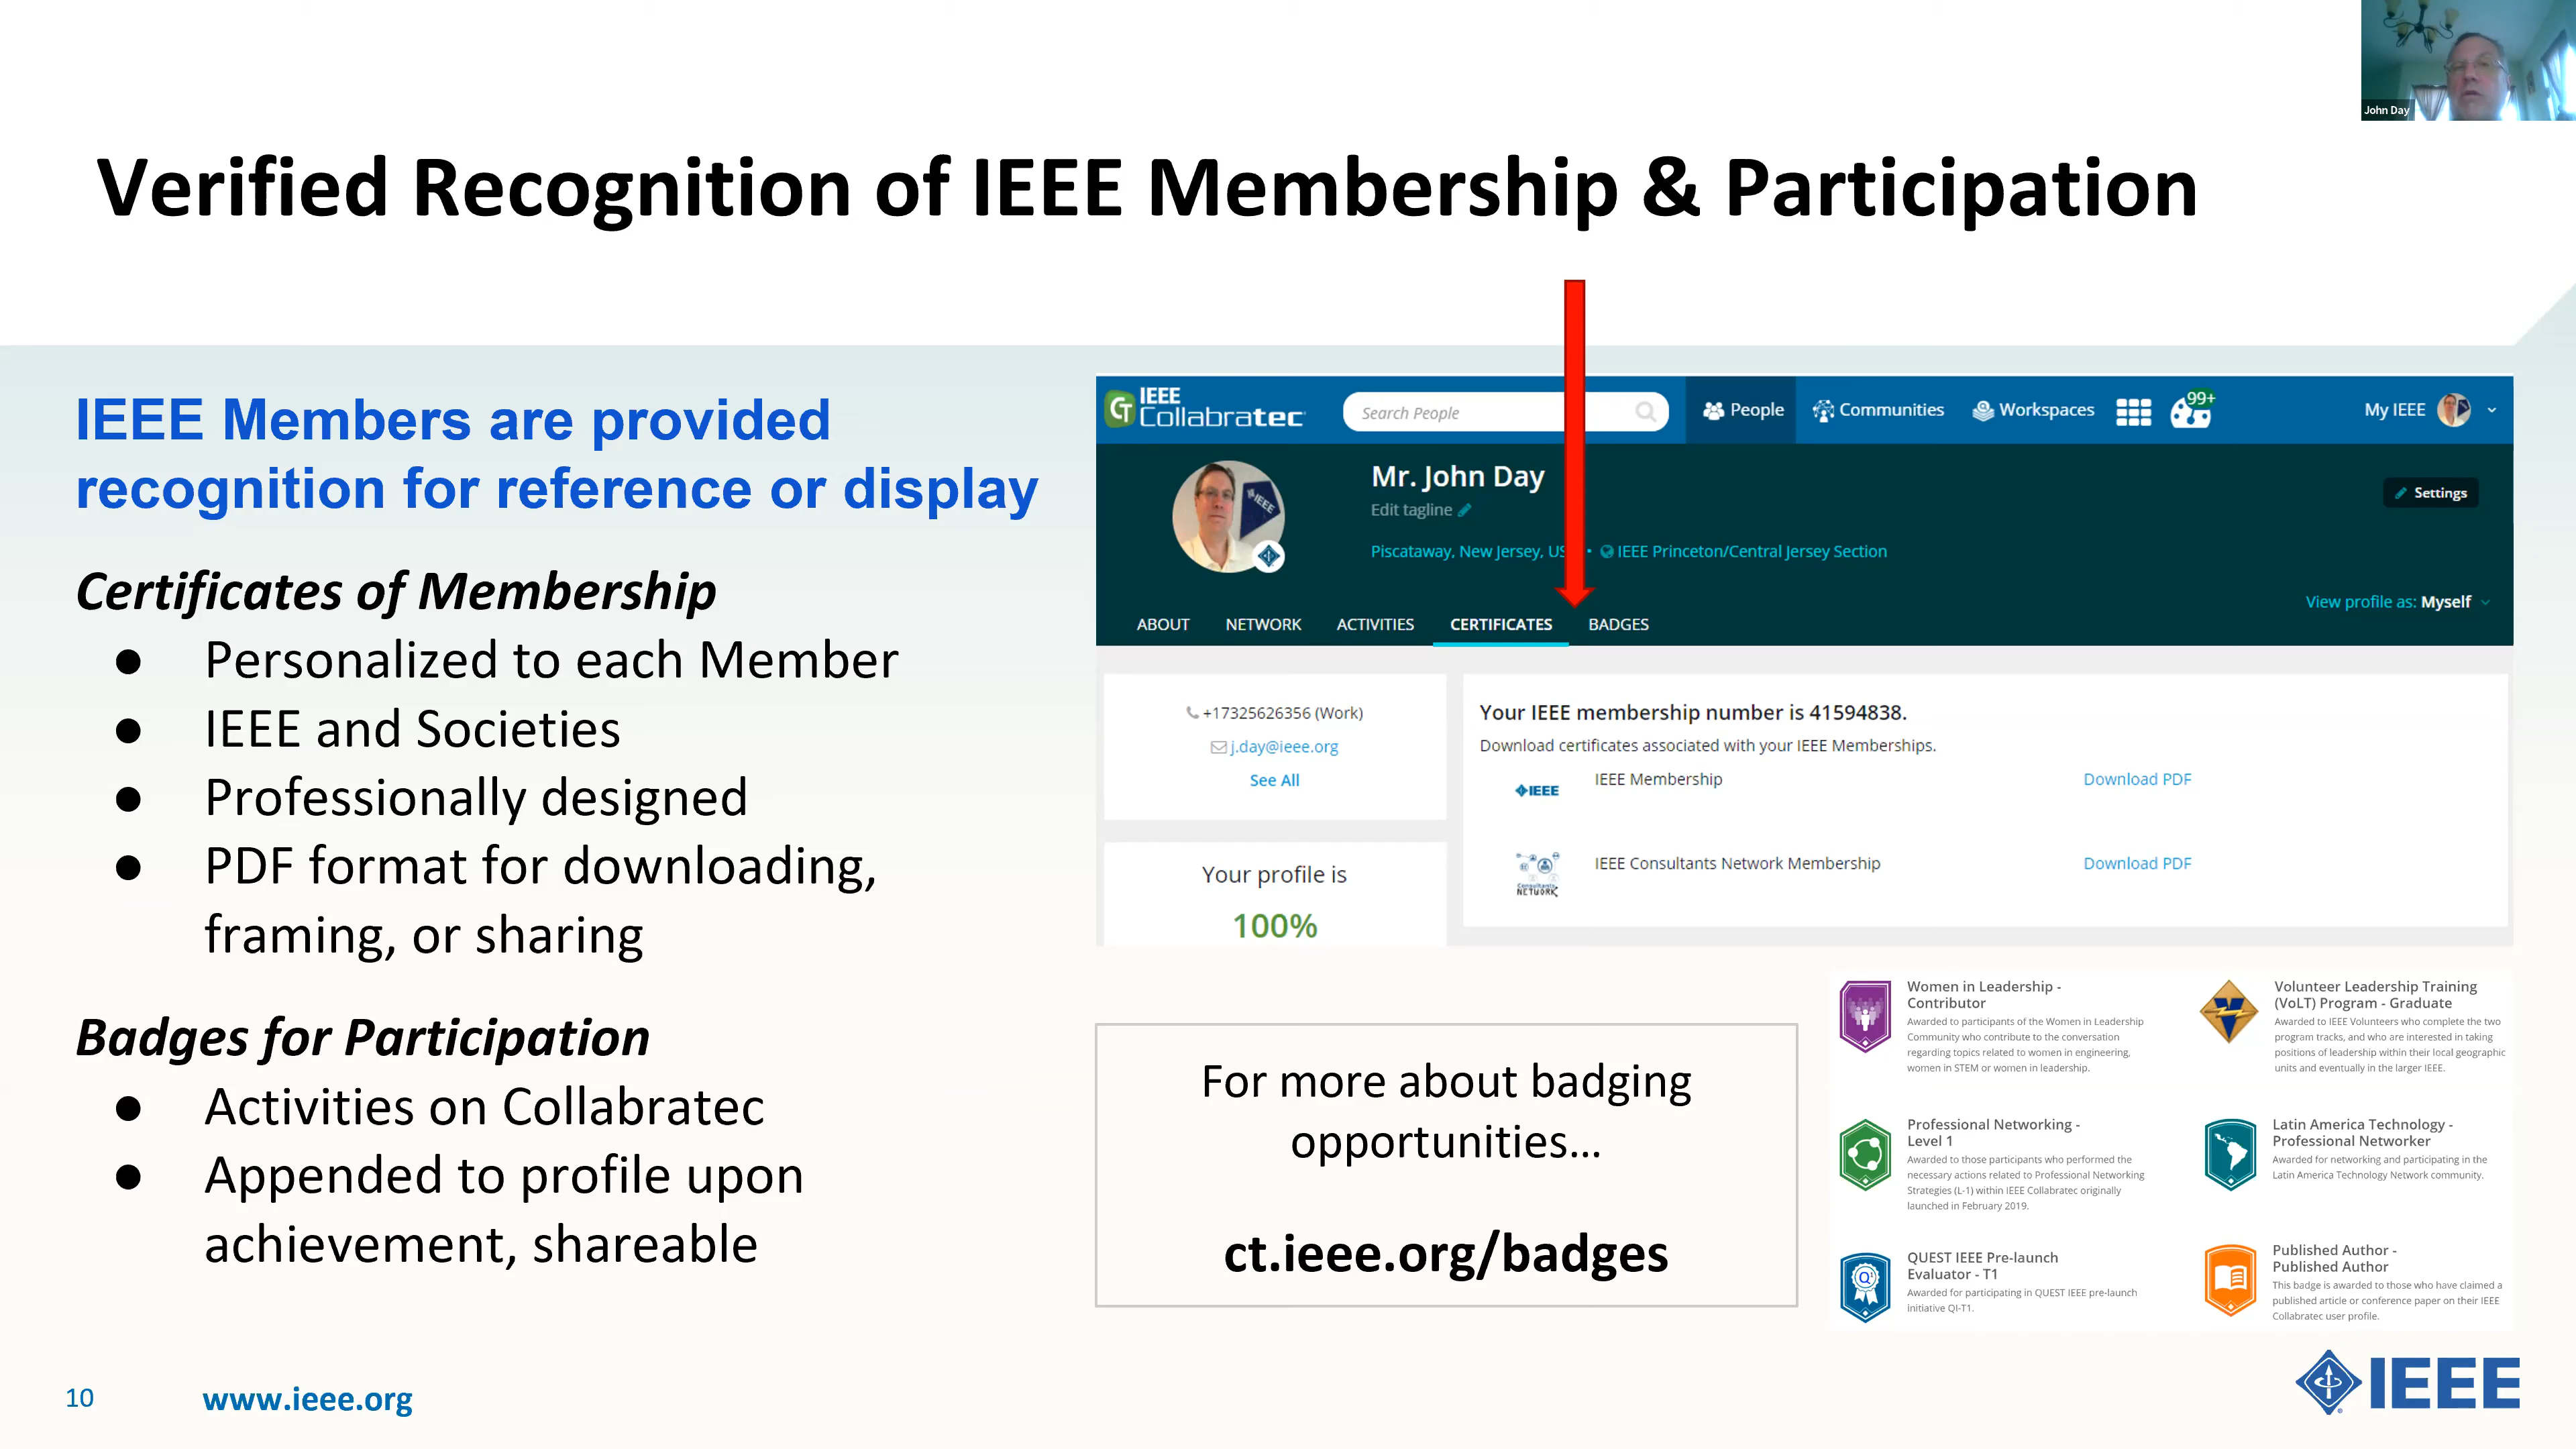 John Day
Verified Recognition of IEEE Membership & Participation
IEEE Members are provided
recognition for reference or display
Certificates of Membership
● Personalized to each Member
● IEEE and Societies
● Professionally designed
● PDF format for downloading,
framing, or sharing
Badges for Participation
● Activities on Collabratec
● Appended to profile upon
achievement, shareable
IEEE
Collabratec
Search People
People
Communities
Workspaces
99+
My IEEE
Mr. John Day
IEEE
Edit tagline
Settings
Piscataway, New Jersey, US • IEEE Princeton/Central Jersey Section
View profile as: Myself
ABOUT NETWORK ACTIVITIES CERTIFICATES BADGES
+17325626356 (Work)
j.day@ieee.org
See All
Your profile is
100%
Your IEEE membership number is 41594838.
Download certificates associated with your IEEE Memberships.
IEEE
IEEE Membership
Download PDF
Consultants
NETWORK
IEEE Consultants Network Membership
Download PDF
For more about badging
opportunities...
ct.ieee.org/badges
Women in Leadership -
Contributor
Awarded to participants of the Women in Leadership
Community who contribute to the conversation
regarding topics related to women in engineering,
women in STEM or women in leadership.
Volunteer Leadership Training
(VoLT) Program - Graduate
Awarded to IEEE Volunteers who complete the two
program tracks, and who are interested in taking
positions of leadership within their local geographic
units and eventually in the larger IEEE.
Professional Networking -
Level 1
Awarded to those participants who performed the
necessary actions related to Professional Networking
Strategies (L-1) within IEEE Collabratec originally
launched in February 2019.
Latin America Technology -
Professional Networker
Awarded for networking and participating in the
Latin America Technology Network community.
QUEST IEEE Pre-launch
Evaluator - T1
Awarded for participating in QUEST IEEE pre-launch
initiative QI-T1.
Published Author -
Published Author
This badge is awarded to those who have claimed a
published article or conference paper on their IEEE
Collabratec user profile.
10
www.ieee.org
IEEE